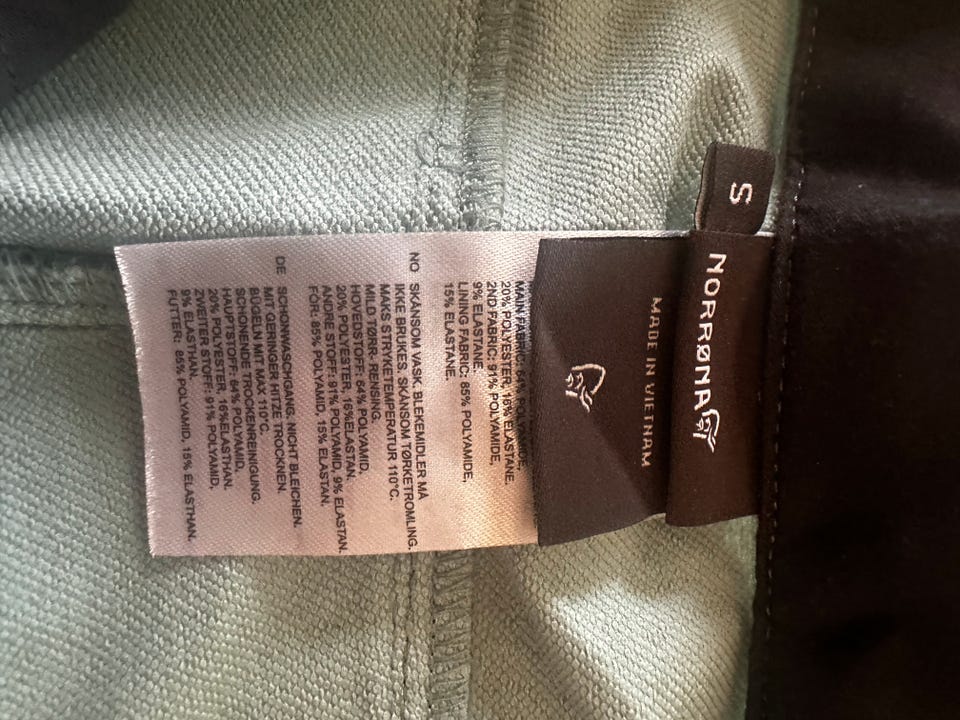 S
NORRØNA
MADE IN VIETNAM
MAIN FABRIC: 64% POLYAMIDE,
20% POLYESTER, 16% ELASTANE.
2ND FABRIC: 91% POLYAMIDE,
9% ELASTANE.
LINING FABRIC: 85% POLYAMIDE,
15% ELASTANE.
NO SKÅNSOM VASK. BLEKEMIDLER MÅ
IKKE BRUKES. SKÅNSOM TØRKETROMLING.
MAKS STRYKETEMPERATUR 110°C.
MILD TØRR- RENSING.
HOVEDSTOFF: 64% POLYAMID,
20% POLYESTER, 16%ELASTAN.
ANDRE STOFF: 91% POLYAMID, 9% ELASTAN.
FÔR: 85% POLYAMID, 15% ELASTAN.
DE SCHONWASCHGANG. NICHT BLEICHEN.
MIT GERINGER HITZE TROCKNEN.
BÜGELN MIT MAX 110°C.
SCHONENDE TROCKENREINIGUNG.
HAUPTSTOFF: 64% POLYAMID,
20% POLYESTER, 16%ELASTHAN.
ZWEITER STOFF: 91% POLYAMID,
9% ELASTHAN.
FUTTER: 85% POLYAMID, 15% ELASTHAN.